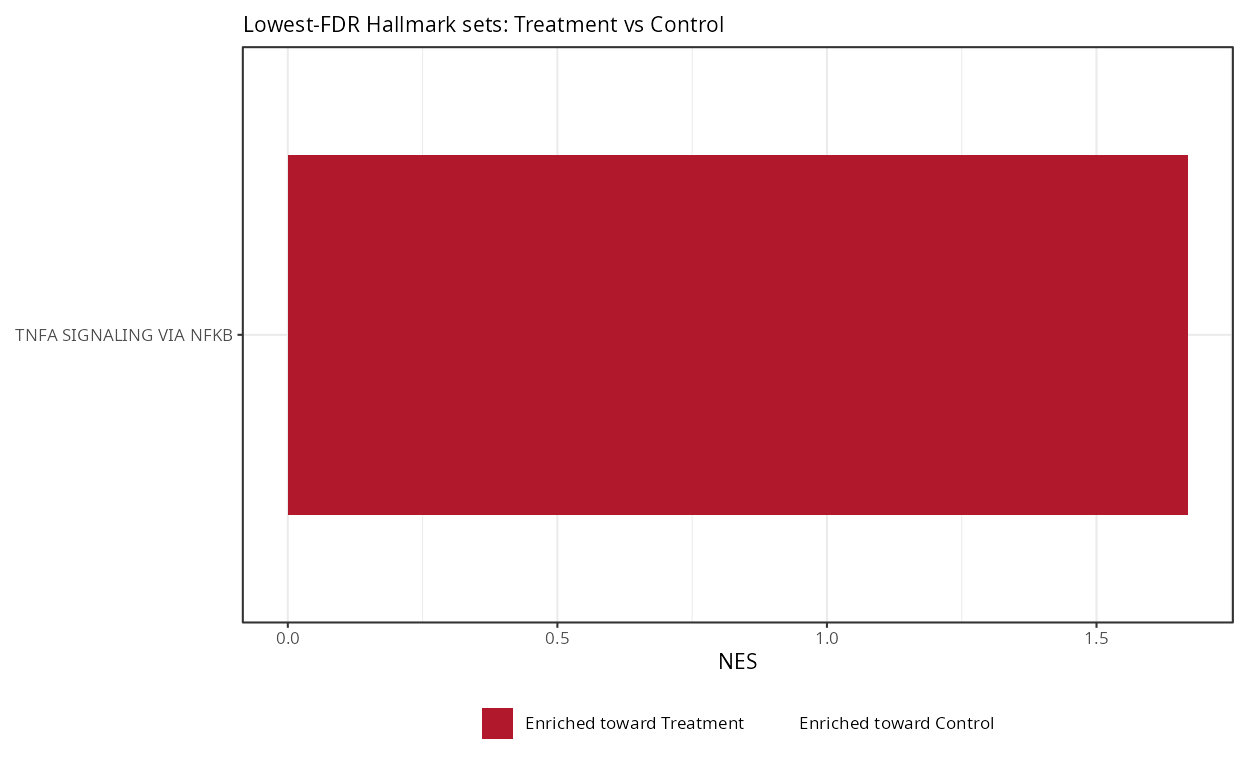 Lowest-FDR Hallmark sets: Treatment vs Control
TNFA SIGNALING VIA NFKB
0.0 0.5 1.0 1.5
NES
Enriched toward Treatment Enriched toward Control